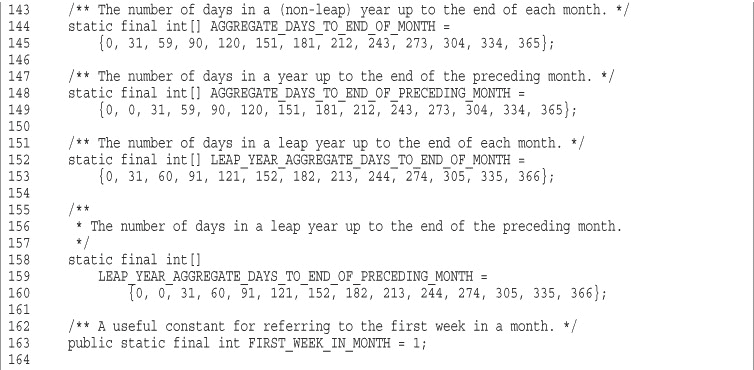 143 /** The number of days in a (non-leap) year up to the end of each month. */
144 static final int[] AGGREGATE_DAYS_TO_END_OF_MONTH =
145 {0, 31, 59, 90, 120, 151, 181, 212, 243, 273, 304, 334, 365};
146
147 /** The number of days in a year up to the end of the preceding month. */
148 static final int[] AGGREGATE_DAYS_TO_END_OF_PRECEDING_MONTH =
149 {0, 0, 31, 59, 90, 120, 151, 181, 212, 243, 273, 304, 334, 365};
150
151 /** The number of days in a leap year up to the end of each month. */
152 static final int[] LEAP_YEAR_AGGREGATE_DAYS_TO_END_OF_MONTH =
153 {0, 31, 60, 91, 121, 152, 182, 213, 244, 274, 305, 335, 366};
154
155 /**
156 * The number of days in a leap year up to the end of the preceding month.
157 */
158 static final int[]
159 LEAP_YEAR_AGGREGATE_DAYS_TO_END_OF_PRECEDING_MONTH =
160 {0, 0, 31, 60, 91, 121, 152, 182, 213, 244, 274, 305, 335, 366};
161
162 /** A useful constant for referring to the first week in a month. */
163 public static final int FIRST_WEEK_IN_MONTH = 1;
164